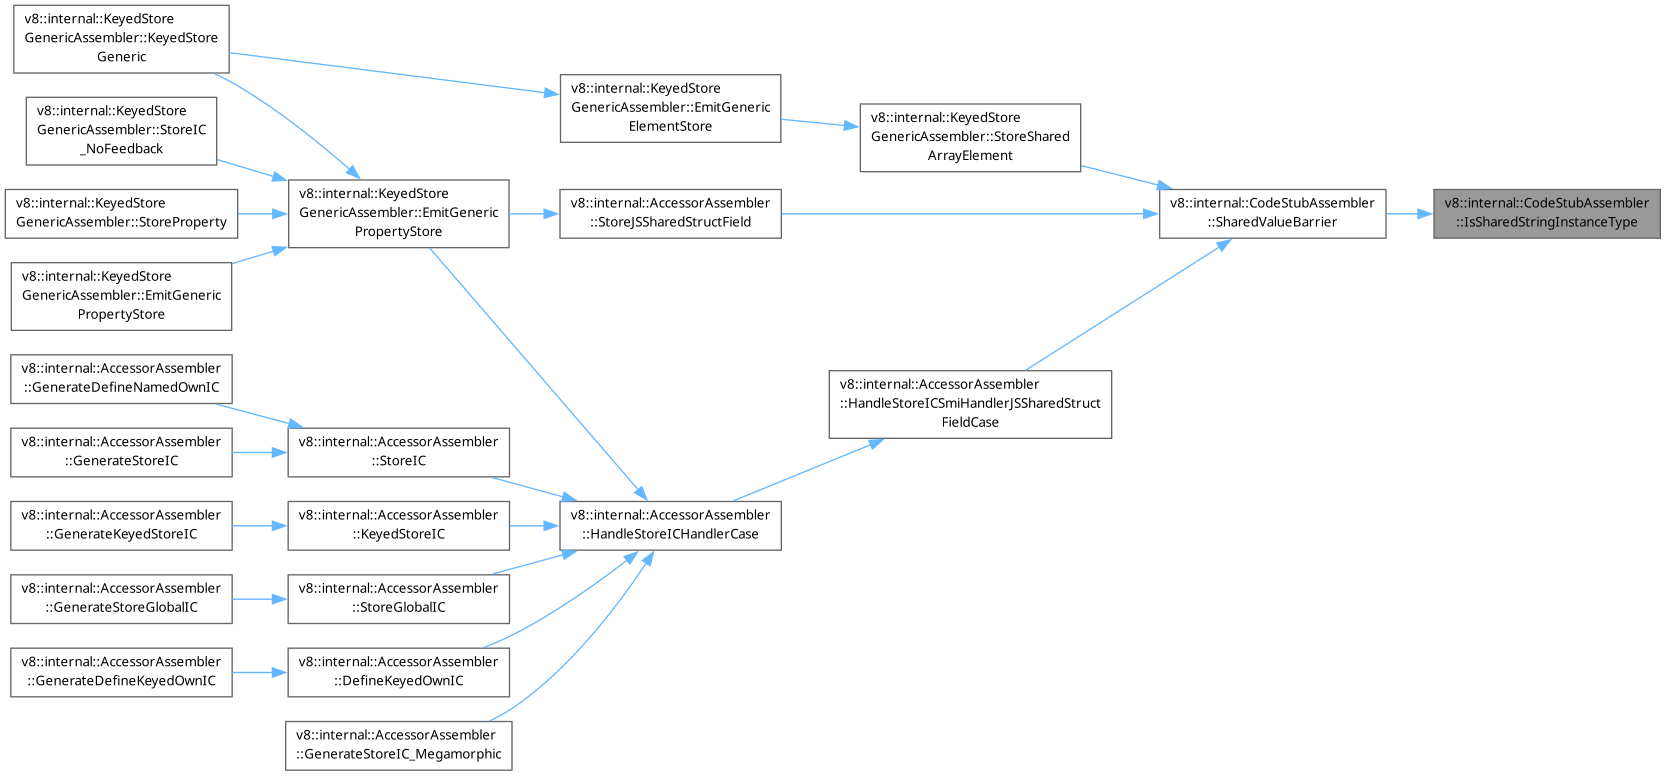 v8::internal::KeyedStore
GenericAssembler::KeyedStore
Generic
v8::internal::KeyedStore
GenericAssembler::StoreIC
_NoFeedback
v8::internal::KeyedStore
GenericAssembler::StoreProperty
v8::internal::KeyedStore
GenericAssembler::EmitGeneric
PropertyStore
v8::internal::AccessorAssembler
::GenerateDefineNamedOwnIC
v8::internal::AccessorAssembler
::GenerateStoreIC
v8::internal::AccessorAssembler
::GenerateKeyedStoreIC
v8::internal::AccessorAssembler
::GenerateStoreGlobalIC
v8::internal::AccessorAssembler
::GenerateDefineKeyedOwnIC
v8::internal::KeyedStore
GenericAssembler::EmitGeneric
PropertyStore
v8::internal::AccessorAssembler
::StoreIC
v8::internal::AccessorAssembler
::KeyedStoreIC
v8::internal::AccessorAssembler
::StoreGlobalIC
v8::internal::AccessorAssembler
::DefineKeyedOwnIC
v8::internal::AccessorAssembler
::GenerateStoreIC_Megamorphic
v8::internal::KeyedStore
GenericAssembler::EmitGeneric
ElementStore
v8::internal::AccessorAssembler
::StoreJSSharedStructField
v8::internal::AccessorAssembler
::HandleStoreICHandlerCase
v8::internal::KeyedStore
GenericAssembler::StoreShared
ArrayElement
v8::internal::AccessorAssembler
::HandleStoreICSmiHandlerJSSharedStruct
FieldCase
v8::internal::CodeStubAssembler
::SharedValueBarrier
v8::internal::CodeStubAssembler
::IsSharedStringInstanceType